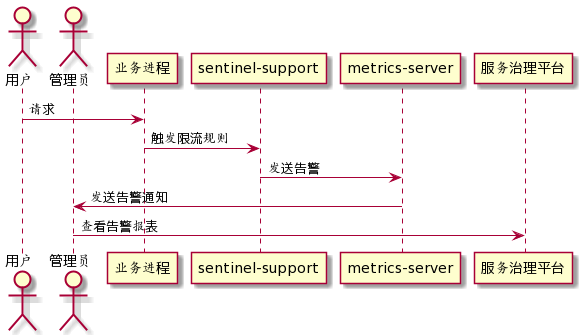 用户
管理员
业务进程
sentinel-support
metrics-server
服务治理平台
请求
触发限流规则
发送告警
发送告警通知
查看告警报表
用户
管理员
业务进程
sentinel-support
metrics-server
服务治理平台